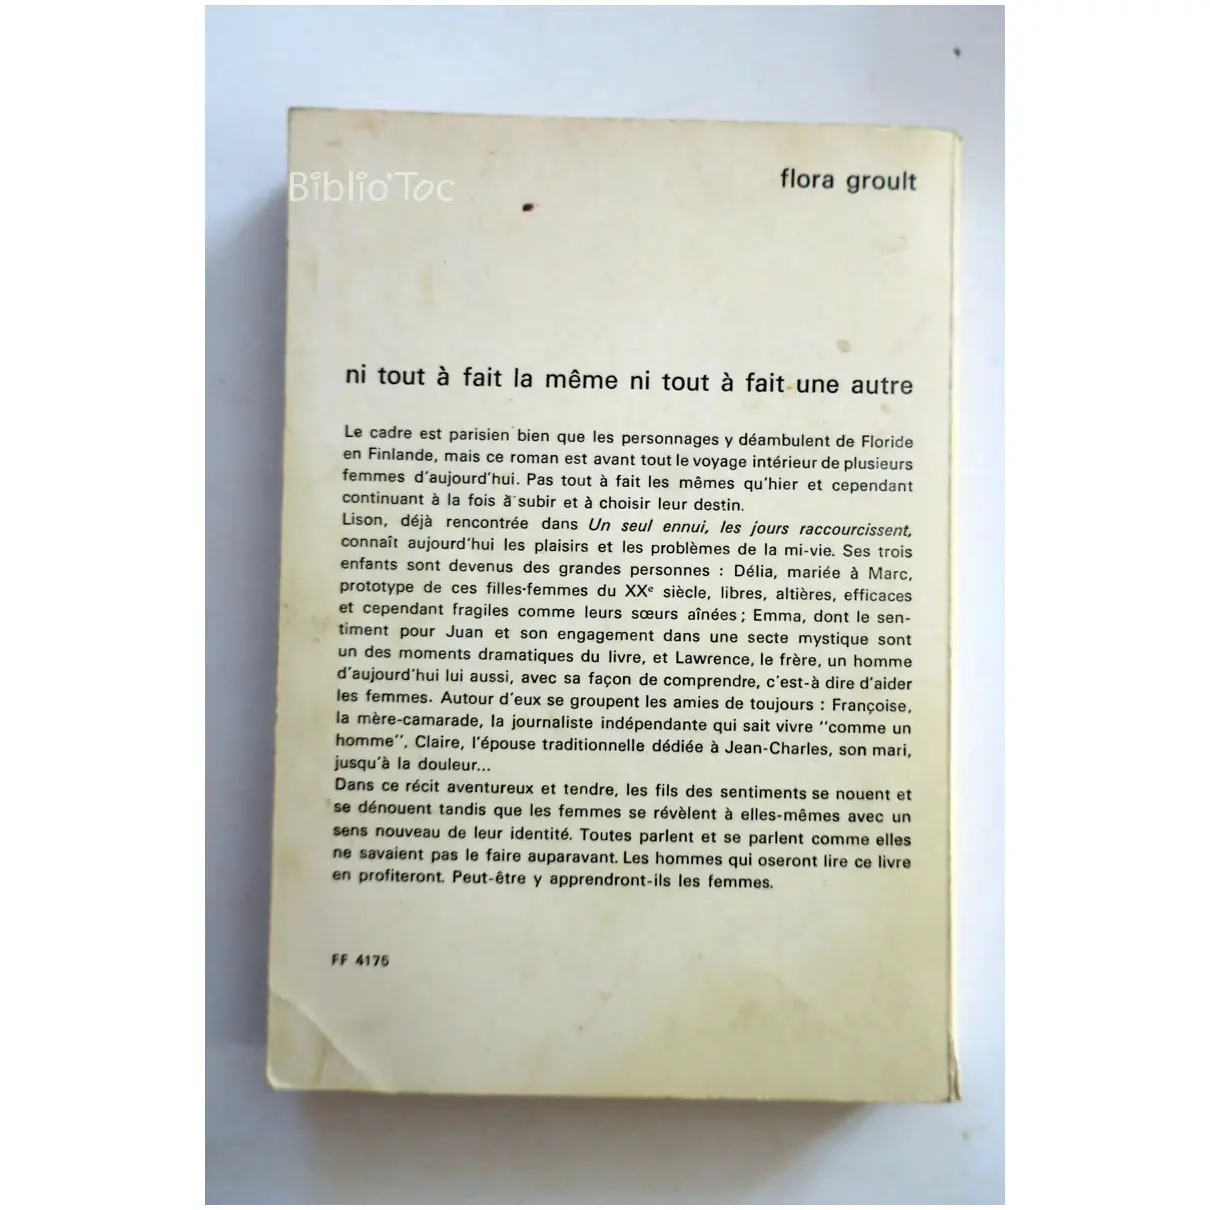 Biblio'Toc
flora groult
ni tout à fait la même ni tout à fait une autre
Le cadre est parisien bien que les personnages y déambulent de Floride
en Finlande, mais ce roman est avant tout le voyage intérieur de plusieurs
femmes d'aujourd'hui. Pas tout à fait les mêmes qu'hier et cependant
continuant à la fois à subir et à choisir leur destin.
Lison, déjà rencontrée dans Un seul ennui, les jours raccourcissent,
connaît aujourd'hui les plaisirs et les problèmes de la mi-vie. Ses trois
enfants sont devenus des grandes personnes : Délia, mariée à Marc,
prototype de ces filles-femmes du XXe siècle, libres, altières, efficaces
et cependant fragiles comme leurs sœurs aînées ; Emma, dont le sen-
timent pour Juan et son engagement dans une secte mystique sont
un des moments dramatiques du livre, et Lawrence, le frère, un homme
d'aujourd'hui lui aussi, avec sa façon de comprendre, c'est-à dire d'aider
les femmes. Autour d'eux se groupent les amies de toujours : Françoise,
la mère-camarade, la journaliste indépendante qui sait vivre "comme un
homme", Claire, l'épouse traditionnelle dédiée à Jean-Charles, son mari,
jusqu'à la douleur...
Dans ce récit aventureux et tendre, les fils des sentiments se nouent et
se dénouent tandis que les femmes se révèlent à elles-mêmes avec un
sens nouveau de leur identité. Toutes parlent et se parlent comme elles
ne savaient pas le faire auparavant. Les hommes qui oseront lire ce livre
en profiteront. Peut-être y apprendront-ils les femmes.
FF 4175